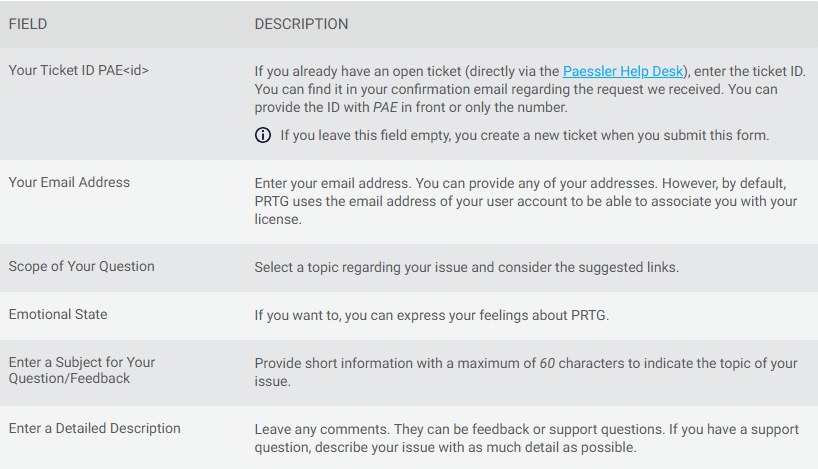 FIELD DESCRIPTION
Your Ticket ID PAE<id> If you already have an open ticket (directly via the Paessler Help Desk), enter the ticket ID.
You can find it in your confirmation email regarding the request we received. You can
provide the ID with PAE in front or only the number.
If you leave this field empty, you create a new ticket when you submit this form.
Your Email Address Enter your email address. You can provide any of your addresses. However, by default,
PRTG uses the email address of your user account to be able to associate you with your
license.
Scope of Your Question Select a topic regarding your issue and consider the suggested links.
Emotional State If you want to, you can express your feelings about PRTG.
Enter a Subject for Your
Question/Feedback
Provide short information with a maximum of 60 characters to indicate the topic of your
issue.
Enter a Detailed Description Leave any comments. They can be feedback or support questions. If you have a support
question, describe your issue with as much detail as possible.